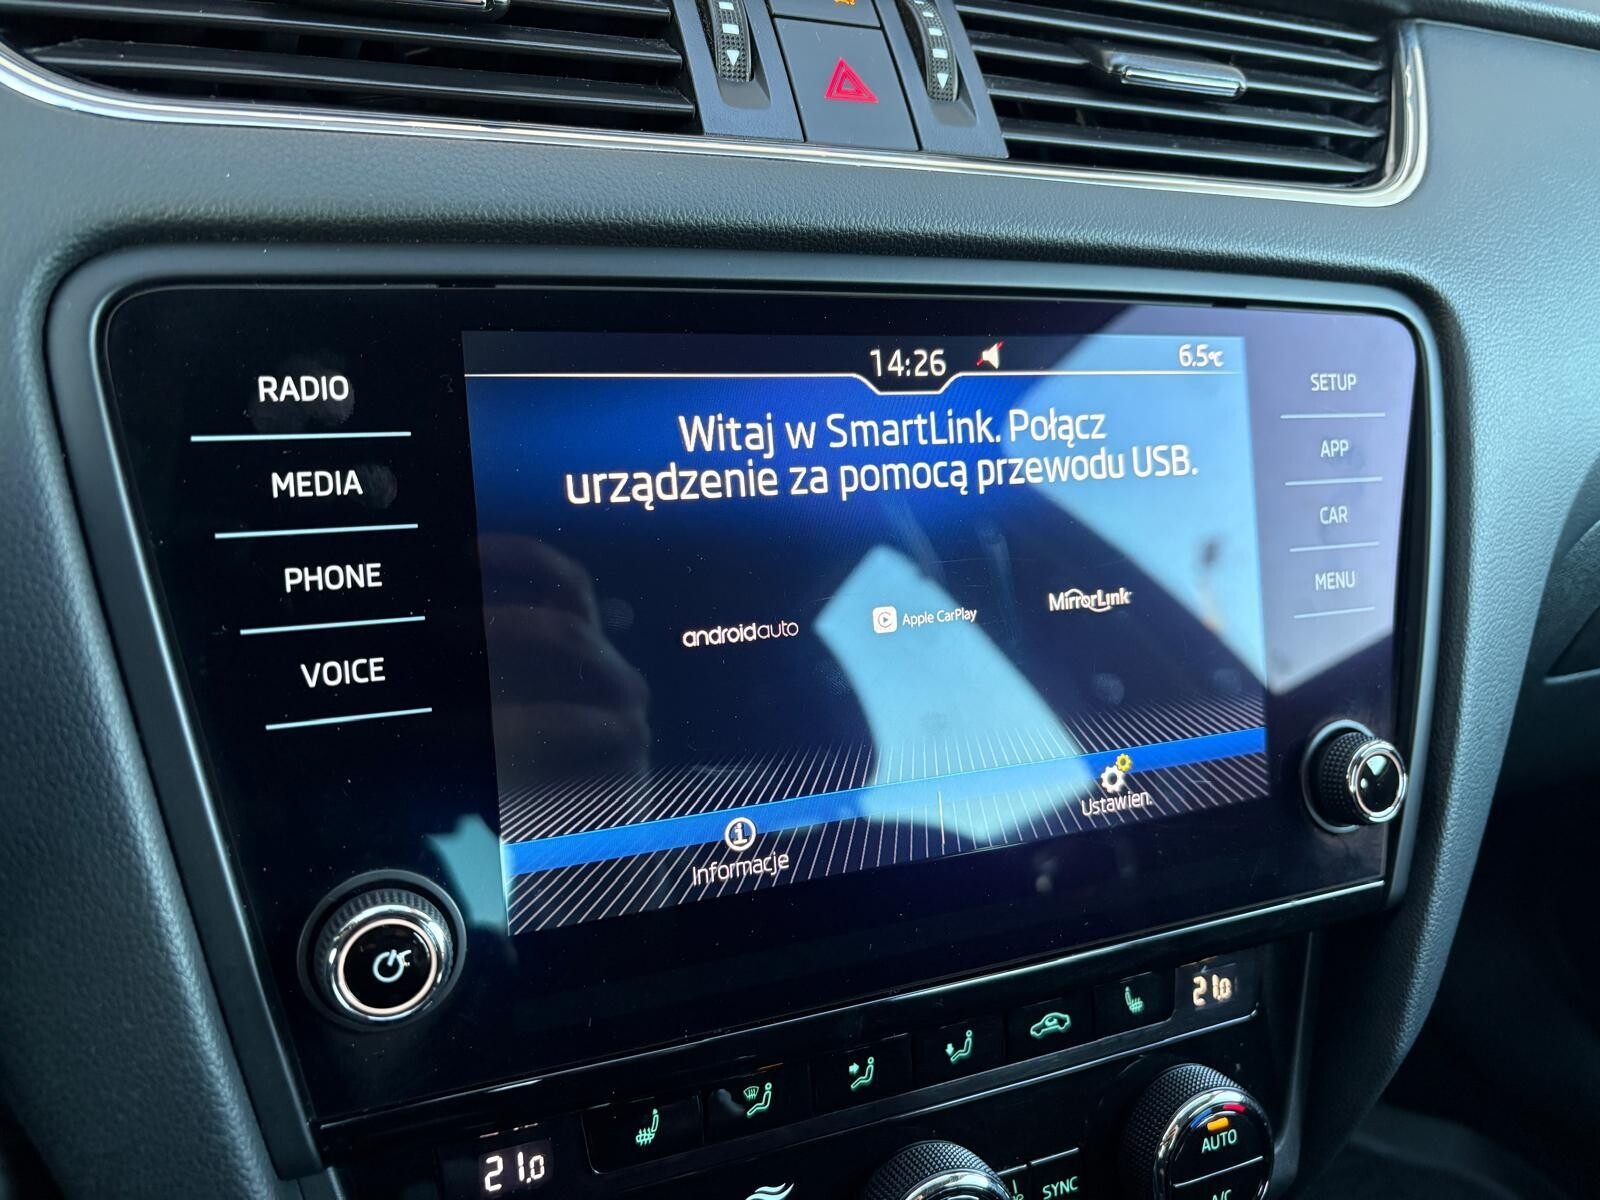 14:26
6.5°C
RADIO
MEDIA
PHONE
VOICE
Witaj w SmartLink. Połącz
urządzenie za pomocą przewodu USB.
androidauto
Apple CarPlay
MirrorLink
Informacje
Ustawien.
SETUP
APP
CAR
MENU
21.0
21.0
AUTO
SYNC
A/C